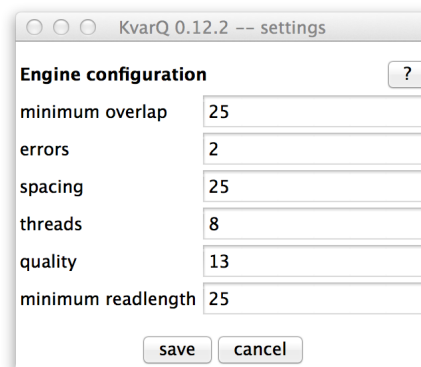 KvarQ 0.12.2 -- settings
Engine configuration ?
minimum overlap 25
errors 2
spacing 25
threads 8
quality 13
minimum readlength 25
save cancel